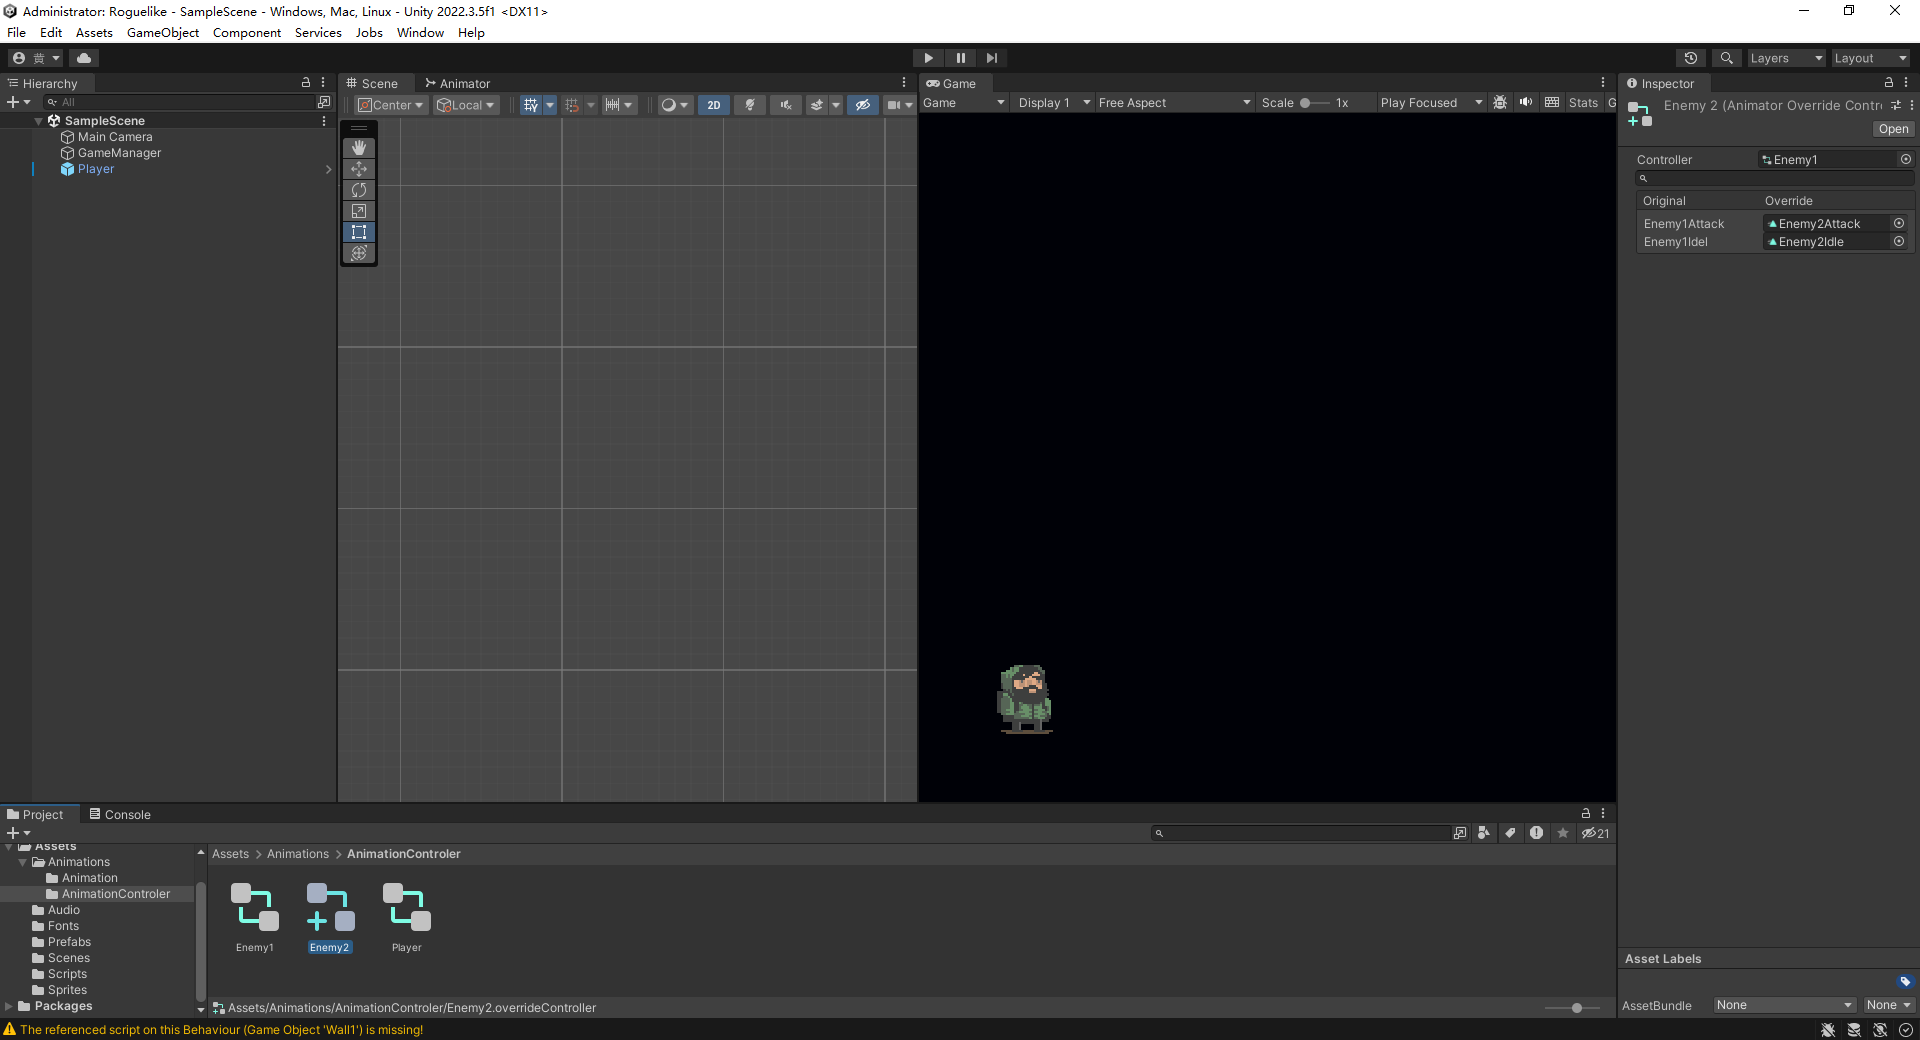 Administrator: Roguelike - SampleScene - Windows, Mac, Linux - Unity 2022.3.5f1 <DX11>
File Edit Assets GameObject Component Services Jobs Window Help
黄 Layers Layout
Hierarchy
All
SampleScene
Main Camera
GameManager
Player
Scene Animator
Center Local 2D
Game
Game Display 1 Free Aspect Scale 1x Play Focused Stats G
Inspector
Enemy 2 (Animator Override Contr
Open
Controller Enemy1
Original Override
Enemy1Attack Enemy2Attack
Enemy1Idel Enemy2Idle
Project Console
21
Assets
Animations
Animation
AnimationControler
Audio
Fonts
Prefabs
Scenes
Scripts
Sprites
Packages
Assets > Animations > AnimationControler
Enemy1 Enemy2 Player
Assets/Animations/AnimationControler/Enemy2.overrideController
Asset Labels
AssetBundle None None
The referenced script on this Behaviour (Game Object 'Wall1') is missing!